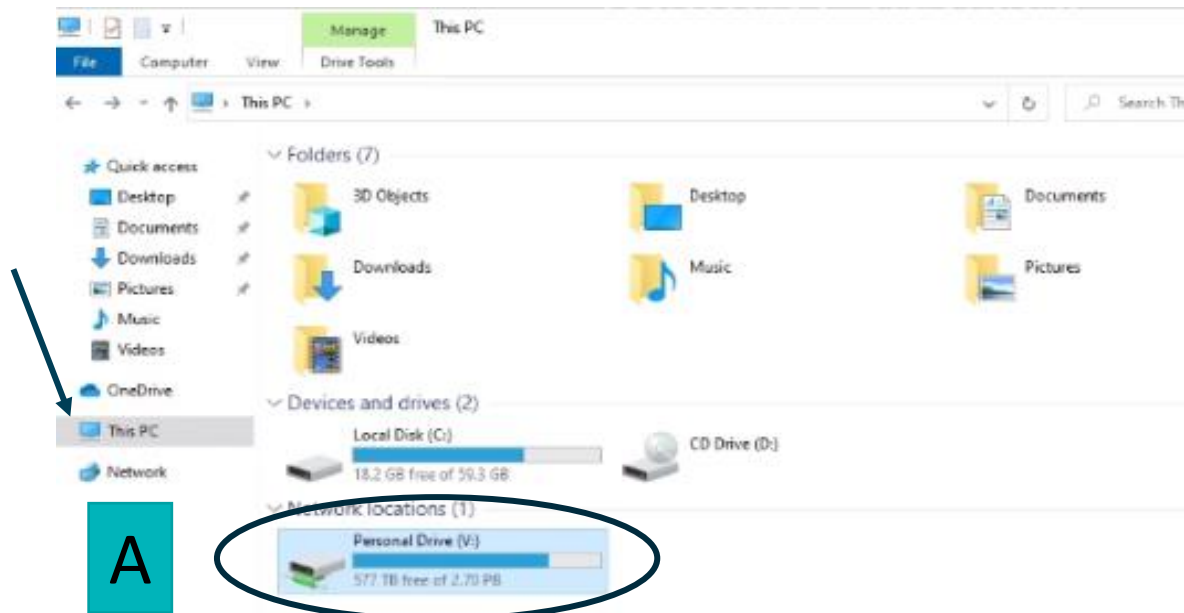 Manage This PC
File Computer View Drive Tools
This PC
Search Th
Quick access
Desktop
Documents
Downloads
Pictures
Music
Videos
OneDrive
This PC
Network
Folders (7)
3D Objects Desktop Documents
Downloads Music Pictures
Videos
Devices and drives (2)
Local Disk (C:) CD Drive (D:)
18.2 GB free of 59.3 GB
Network locations (1)
Personal Drive (V:)
577 TB free of 2.70 PB
A